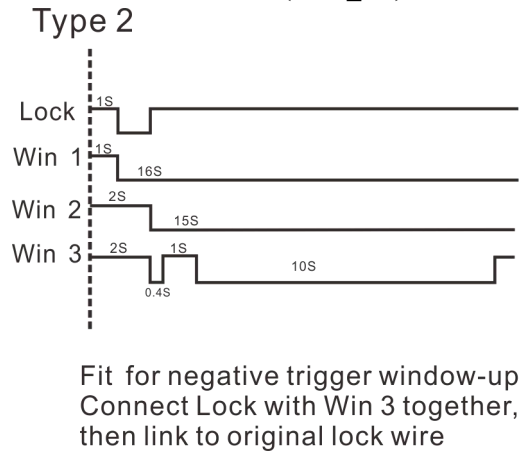 Type 2
Lock 1S
Win 1 1S 16S
Win 2 2S 15S
Win 3 2S 0.4S 1S 10S
Fit for negative trigger window-up
Connect Lock with Win 3 together,
then link to original lock wire